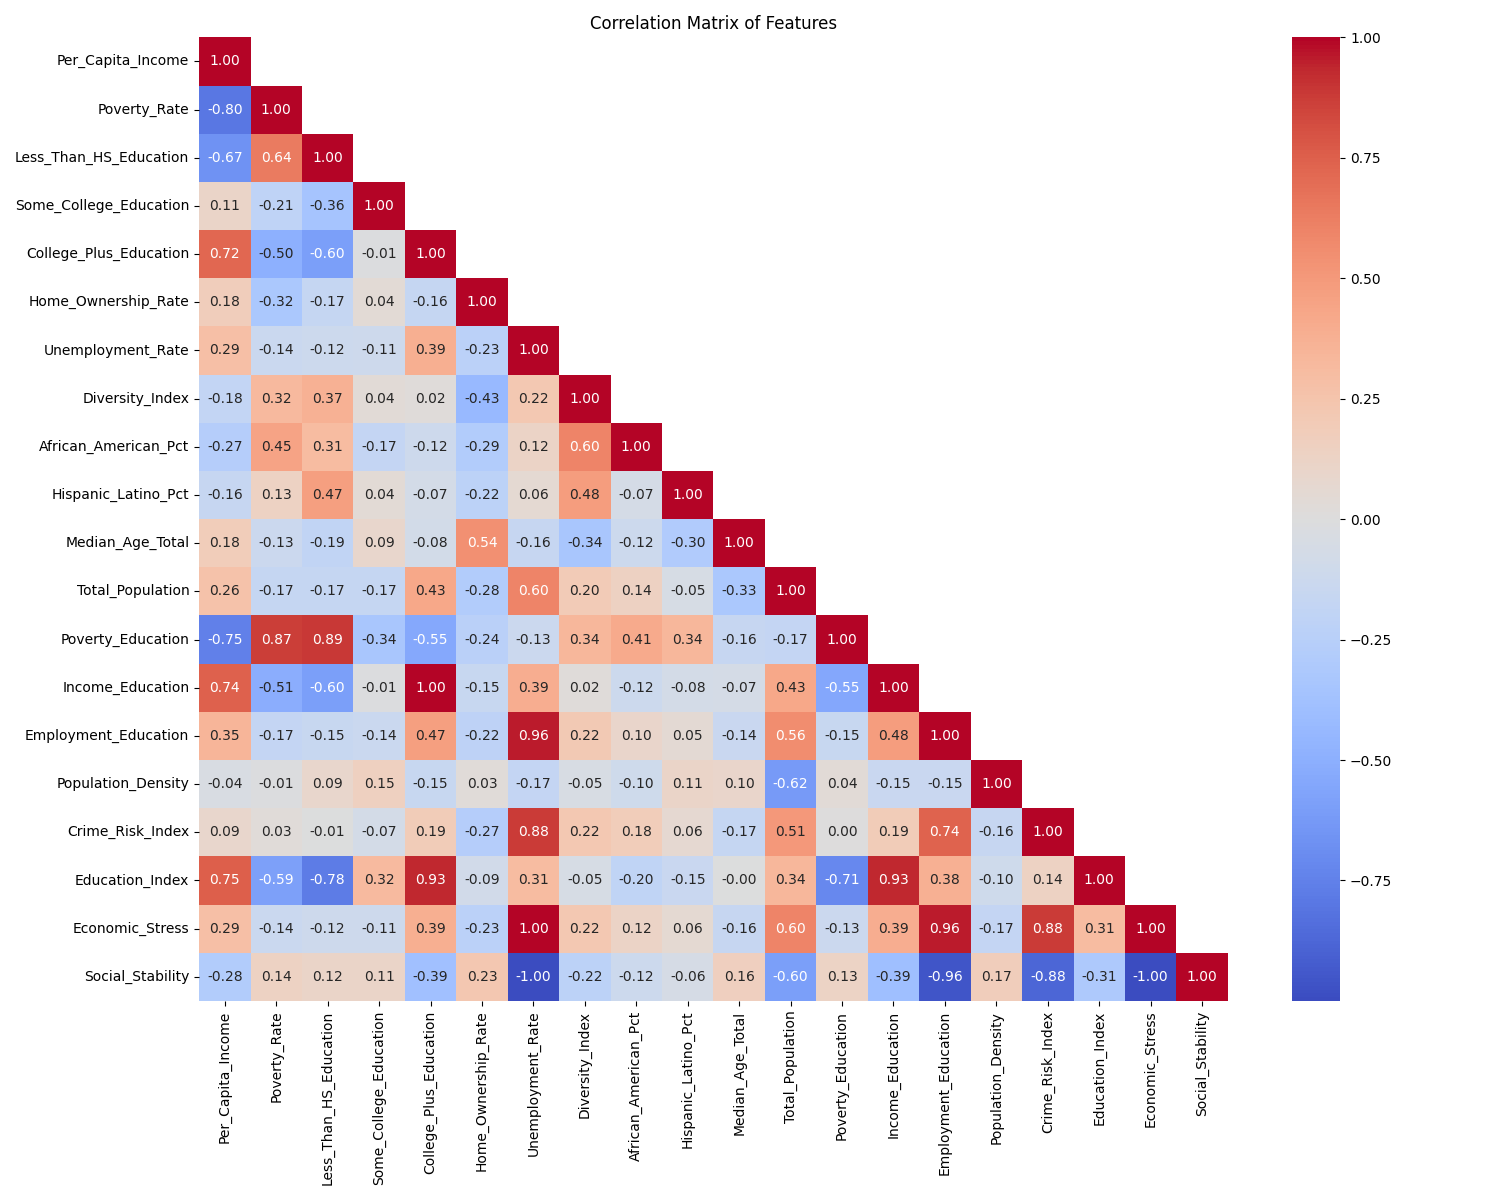 Correlation Matrix of Features
Per_Capita_Income 1.00
Poverty_Rate -0.80 1.00
Less_Than_HS_Education -0.67 0.64 1.00
Some_College_Education 0.11 -0.21 -0.36 1.00
College_Plus_Education 0.72 -0.50 -0.60 -0.01 1.00
Home_Ownership_Rate 0.18 -0.32 -0.17 0.04 -0.16 1.00
Unemployment_Rate 0.29 -0.14 -0.12 -0.11 0.39 -0.23 1.00
Diversity_Index -0.18 0.32 0.37 0.04 0.02 -0.43 0.22 1.00
African_American_Pct -0.27 0.45 0.31 -0.17 -0.12 -0.29 0.12 0.60 1.00
Hispanic_Latino_Pct -0.16 0.13 0.47 0.04 -0.07 -0.22 0.06 0.48 -0.07 1.00
Median_Age_Total 0.18 -0.13 -0.19 0.09 -0.08 0.54 -0.16 -0.34 -0.12 -0.30 1.00
Total_Population 0.26 -0.17 -0.17 -0.17 0.43 -0.28 0.60 0.20 0.14 -0.05 -0.33 1.00
Poverty_Education -0.75 0.87 0.89 -0.34 -0.55 -0.24 -0.13 0.34 0.41 0.34 -0.16 -0.17 1.00
Income_Education 0.74 -0.51 -0.60 -0.01 1.00 -0.15 0.39 0.02 -0.12 -0.08 -0.07 0.43 -0.55 1.00
Employment_Education 0.35 -0.17 -0.15 -0.14 0.47 -0.22 0.96 0.22 0.10 0.05 -0.14 0.56 -0.15 0.48 1.00
Population_Density -0.04 -0.01 0.09 0.15 -0.15 0.03 -0.17 -0.05 -0.10 0.11 0.10 -0.62 0.04 -0.15 -0.15 1.00
Crime_Risk_Index 0.09 0.03 -0.01 -0.07 0.19 -0.27 0.88 0.22 0.18 0.06 -0.17 0.51 0.00 0.19 0.74 -0.16 1.00
Education_Index 0.75 -0.59 -0.78 0.32 0.93 -0.09 0.31 -0.05 -0.20 -0.15 -0.00 0.34 -0.71 0.93 0.38 -0.10 0.14 1.00
Economic_Stress 0.29 -0.14 -0.12 -0.11 0.39 -0.23 1.00 0.22 0.12 0.06 -0.16 0.60 -0.13 0.39 0.96 -0.17 0.88 0.31 1.00
Social_Stability -0.28 0.14 0.12 0.11 -0.39 0.23 -1.00 -0.22 -0.12 -0.06 0.16 -0.60 0.13 -0.39 -0.96 0.17 -0.88 -0.31 -1.00 1.00
Per_Capita_Income
Poverty_Rate
Less_Than_HS_Education
Some_College_Education
College_Plus_Education
Home_Ownership_Rate
Unemployment_Rate
Diversity_Index
African_American_Pct
Hispanic_Latino_Pct
Median_Age_Total
Total_Population
Poverty_Education
Income_Education
Employment_Education
Population_Density
Crime_Risk_Index
Education_Index
Economic_Stress
Social_Stability
1.00
0.75
0.50
0.25
0.00
−0.25
−0.50
−0.75